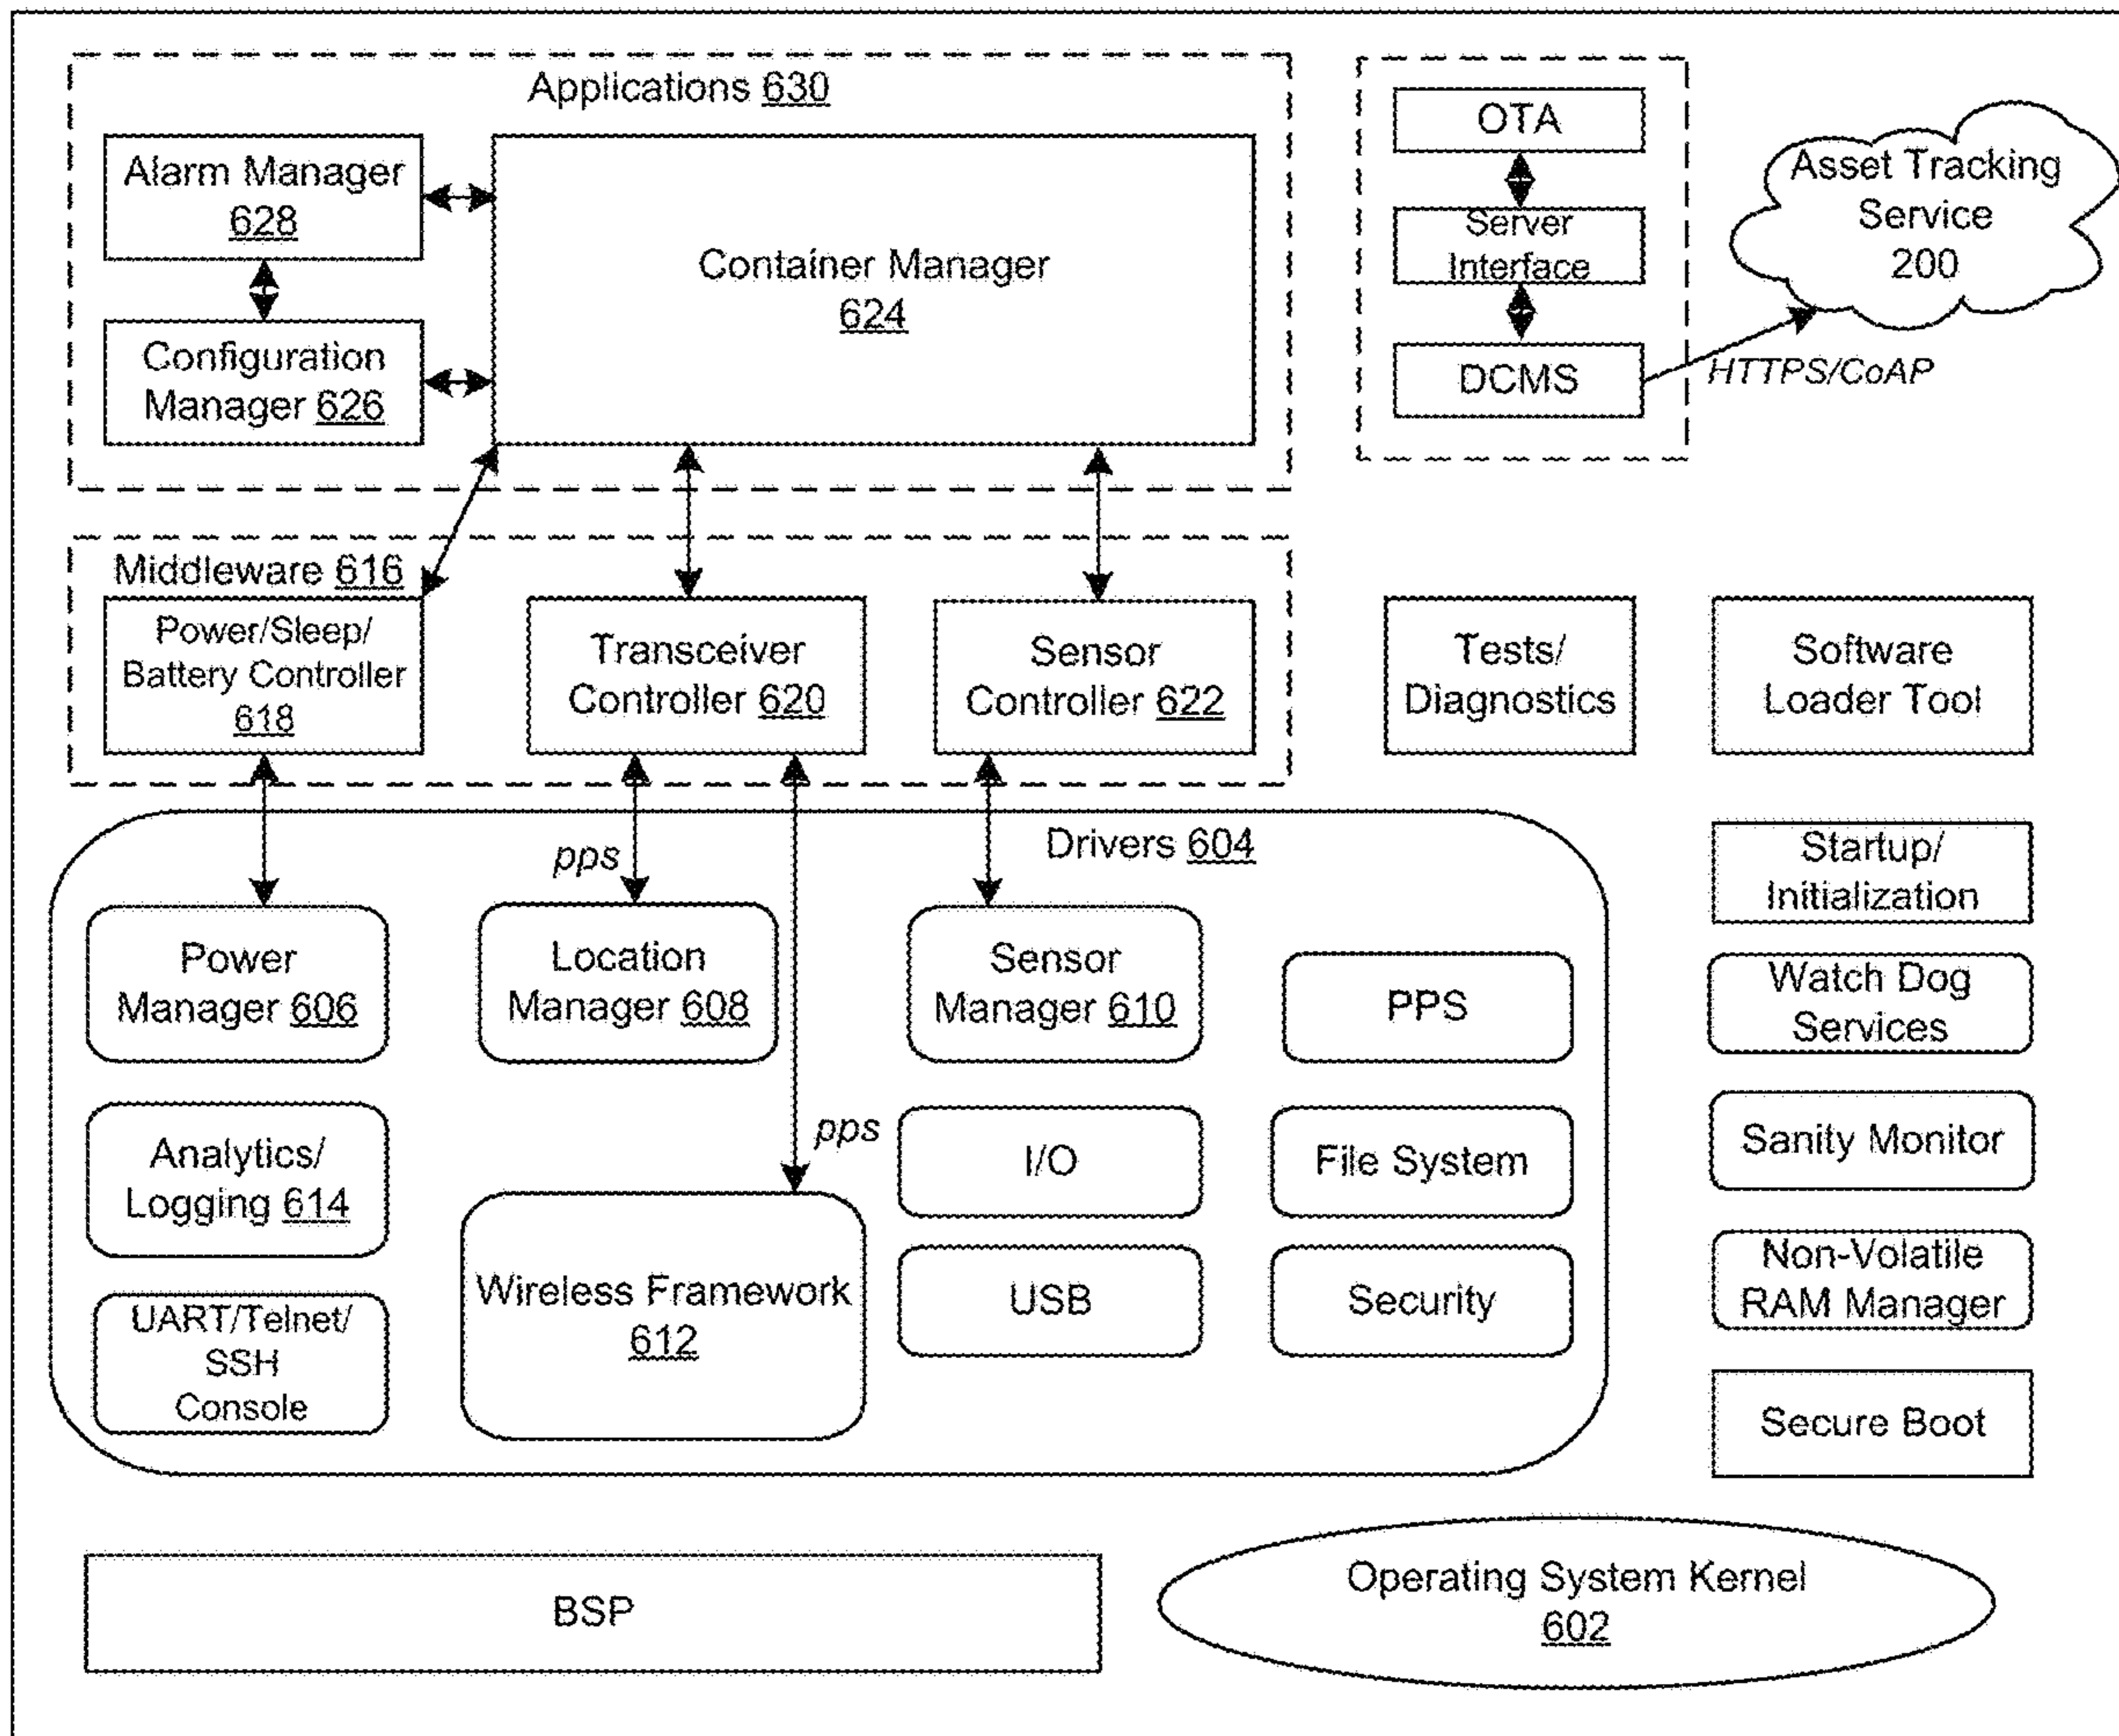 Applications 630
Alarm Manager
628
Container Manager
624
Configuration
Manager 626
OTA
Server
Interface
DCMS
Asset Tracking
Service
200
HTTPS/CoAP
Middleware 616
Power/Sleep/
Battery Controller
618
Transceiver
Controller 620
Sensor
Controller 622
Tests/
Diagnostics
Software
Loader Tool
Drivers 604
pps
Power
Manager 606
Location
Manager 608
Sensor
Manager 610
PPS
Analytics/
Logging 614
pps
I/O
File System
UART/Telnet/
SSH
Console
Wireless Framework
612
USB
Security
Startup/
Initialization
Watch Dog
Services
Sanity Monitor
Non-Volatile
RAM Manager
Secure Boot
BSP
Operating System Kernel
602